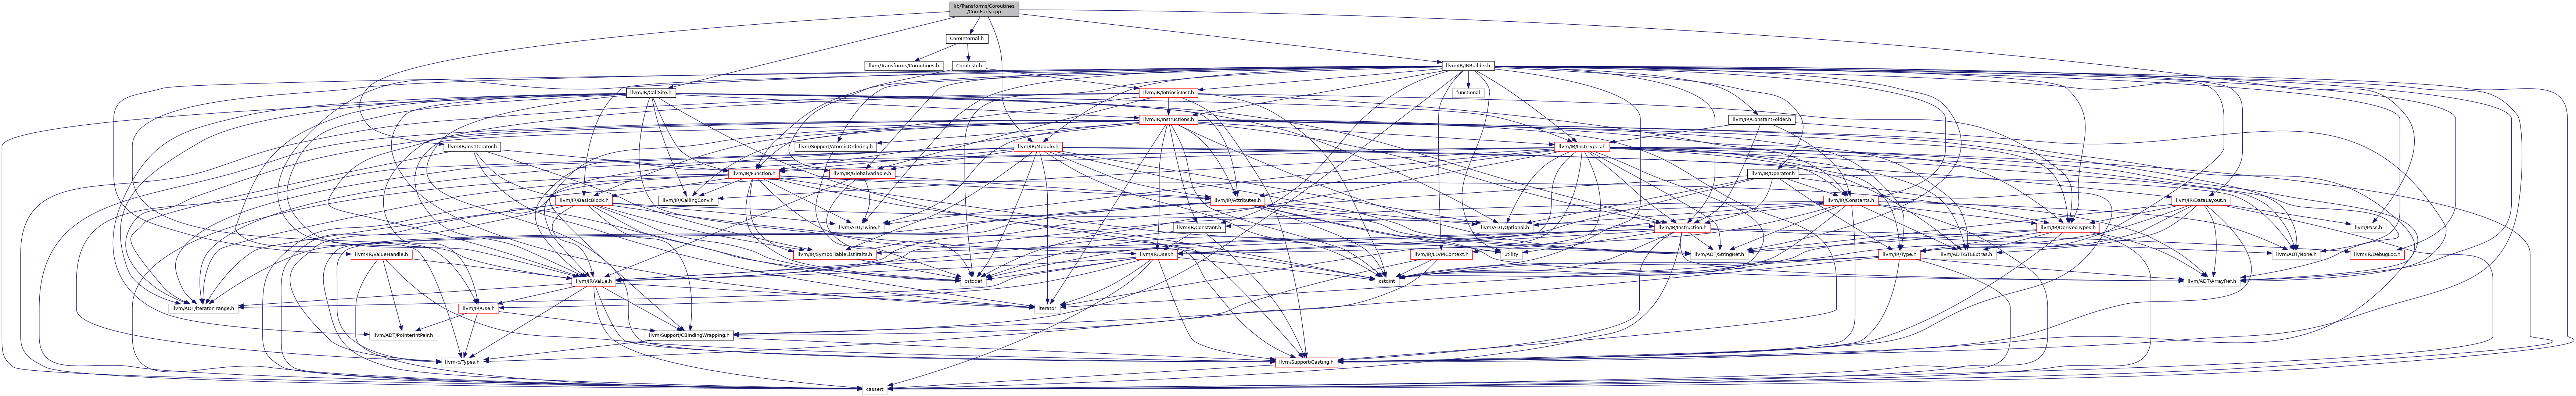 lib/Transforms/Coroutines
/CoroEarly.cpp
CoroInternal.h
llvm/Transforms/Coroutines.h
CoroInstr.h
llvm/IR/IRBuilder.h
llvm/IR/CallSite.h
llvm/IR/IntrinsicInst.h
functional
llvm/IR/Instructions.h
llvm/IR/ConstantFolder.h
llvm/IR/InstIterator.h
llvm/Support/AtomicOrdering.h
llvm/IR/Module.h
llvm/IR/InstrTypes.h
llvm/IR/Function.h
llvm/IR/GlobalVariable.h
llvm/IR/Operator.h
llvm/IR/BasicBlock.h
llvm/IR/CallingConv.h
llvm/IR/Attributes.h
llvm/IR/Constants.h
llvm/IR/DataLayout.h
llvm/ADT/Twine.h
llvm/IR/Constant.h
llvm/ADT/Optional.h
llvm/IR/Instruction.h
llvm/IR/DerivedTypes.h
llvm/Pass.h
llvm/IR/ValueHandle.h
llvm/IR/SymbolTableListTraits.h
llvm/IR/User.h
llvm/IR/LLVMContext.h
utility
llvm/ADT/StringRef.h
llvm/IR/Type.h
llvm/ADT/STLExtras.h
llvm/ADT/None.h
llvm/IR/DebugLoc.h
llvm/IR/Value.h
cstddef
cstdint
llvm/ADT/ArrayRef.h
llvm/ADT/iterator_range.h
llvm/IR/Use.h
iterator
llvm/ADT/PointerIntPair.h
llvm/Support/CBindingWrapping.h
llvm-c/Types.h
llvm/Support/Casting.h
cassert